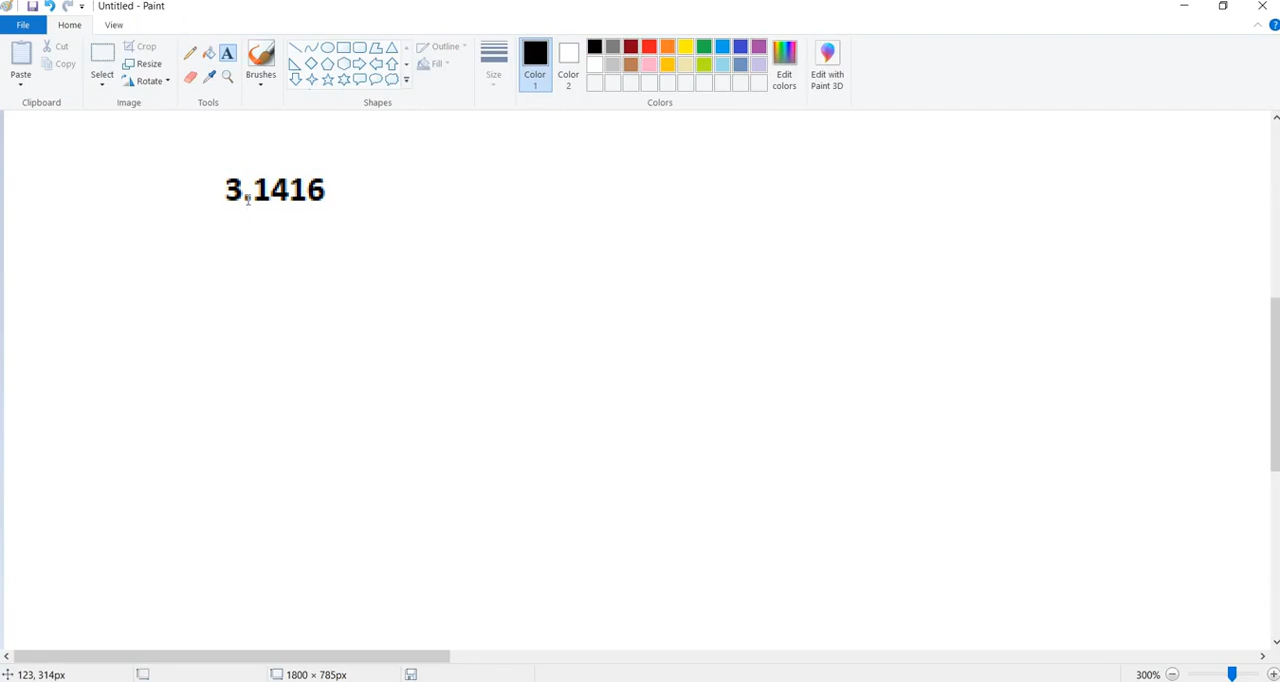 Untitled - Paint
File
Home
View
Paste
Cut
Copy
Clipboard
Select
Crop
Resize
Rotate
Image
A
Tools
Brushes
Shapes
Outline
Fill
Size
Color
1
Color
2
Colors
Edit
colors
Edit with
Paint 3D
3.1416
123, 314px
1800 × 785px
300%